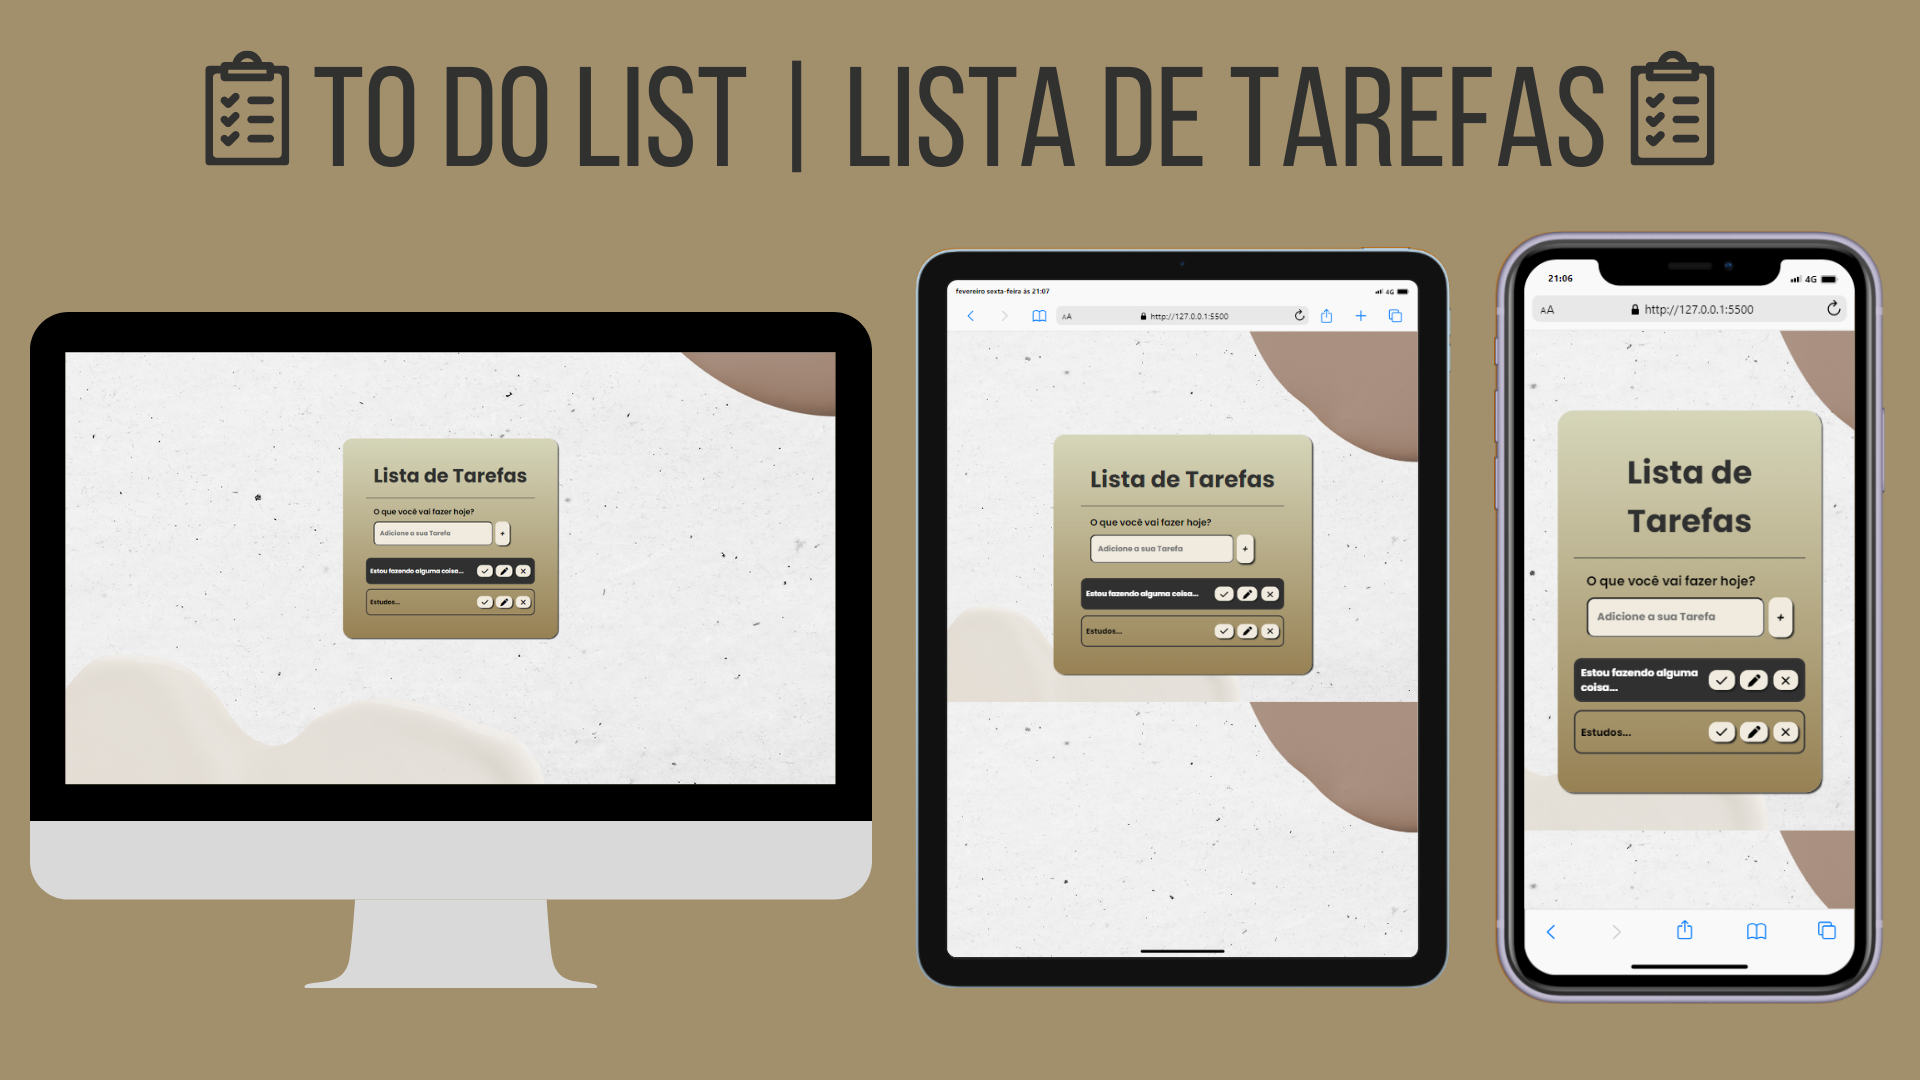 TO DO LIST | LISTA DE TAREFAS
Lista de Tarefas
O que você vai fazer hoje?
Adicione a sua Tarefa
+
Estou fazendo alguma coisa...
Estudos...
fevereiro sexta-feira às 21:07
4G
AA
http://127.0.0.1:5500
Lista de Tarefas
O que você vai fazer hoje?
Adicione a sua Tarefa
+
Estou fazendo alguma coisa...
Estudos...
21:06
4G
AA
http://127.0.0.1:5500
Lista de
Tarefas
O que você vai fazer hoje?
Adicione a sua Tarefa
+
Estou fazendo alguma
coisa...
Estudos...